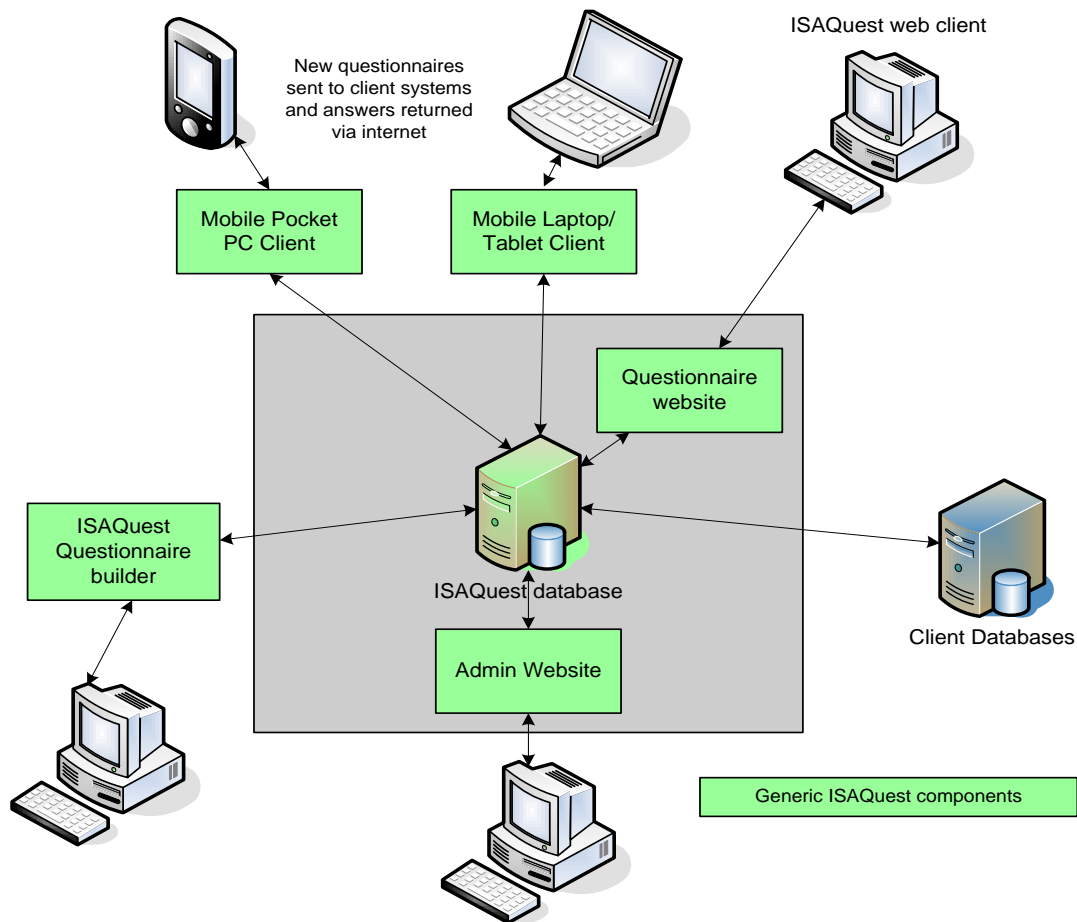 ISAQuest web client
New questionnaires
sent to client systems
and answers returned
via internet
Mobile Pocket
PC Client
Mobile Laptop/
Tablet Client
Questionnaire
website
ISAQuest
Questionnaire
builder
ISAQuest database
Client Databases
Admin Website
Generic ISAQuest components